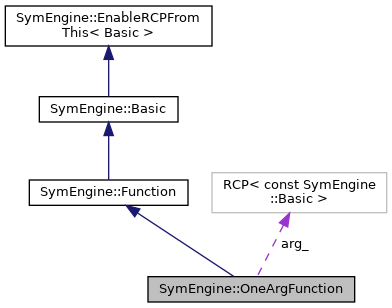 SymEngine::EnableRCPFrom
This< Basic >
SymEngine::Basic
SymEngine::Function
RCP< const SymEngine
::Basic >
arg_
SymEngine::OneArgFunction